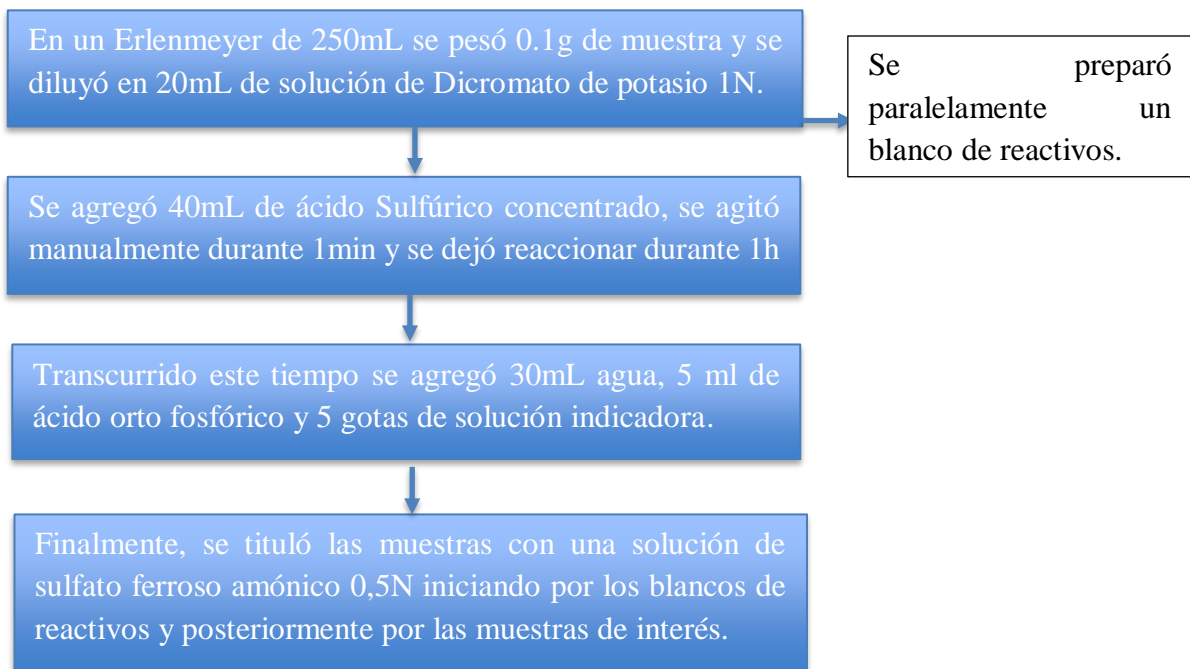 En un Erlenmeyer de 250mL se pesó 0.1g de muestra y se
diluyó en 20mL de solución de Dicromato de potasio 1N.
Se preparó
paralelamente un
blanco de reactivos.
Se agregó 40mL de ácido Sulfúrico concentrado, se agitó
manualmente durante 1min y se dejó reaccionar durante 1h
Transcurrido este tiempo se agregó 30mL agua, 5 ml de
ácido orto fosfórico y 5 gotas de solución indicadora.
Finalmente, se tituló las muestras con una solución de
sulfato ferroso amónico 0,5N iniciando por los blancos de
reactivos y posteriormente por las muestras de interés.